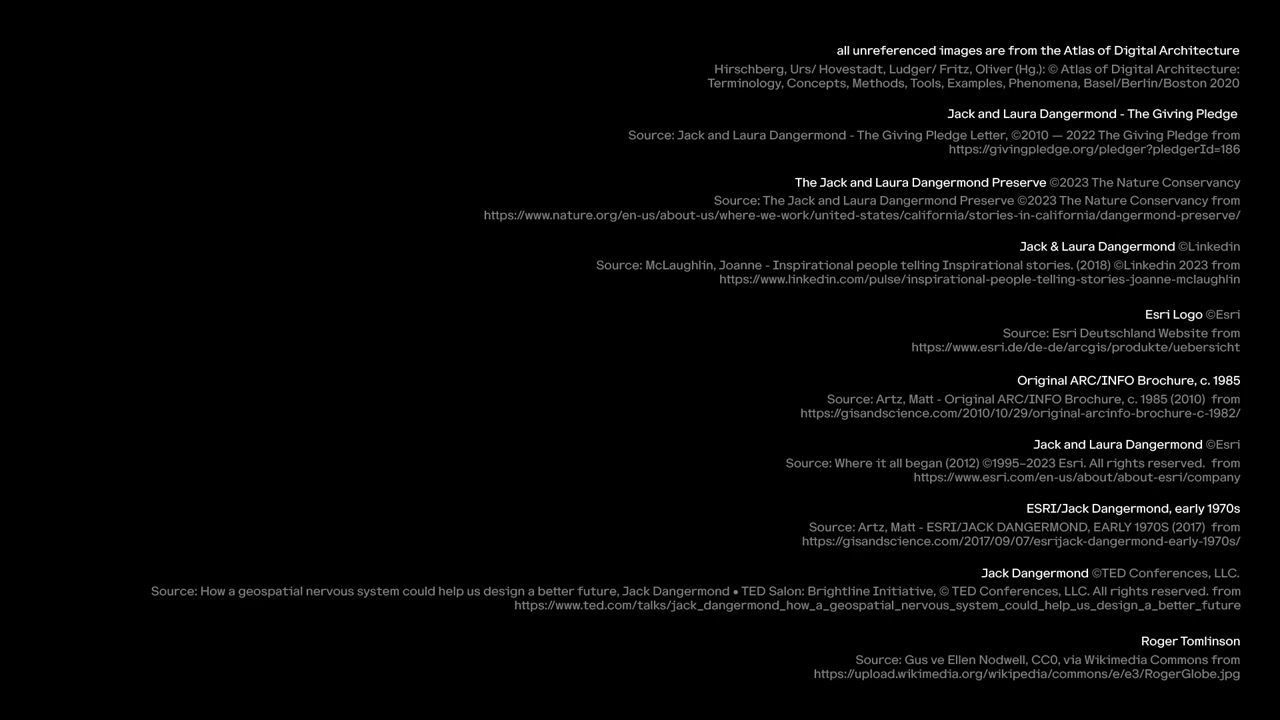 all unreferenced images are from the Atlas of Digital Architecture
Hirschberg, Urs/ Hovestadt, Ludger/ Fritz, Oliver (Hg.): © Atlas of Digital Architecture:
Terminology, Concepts, Methods, Tools, Examples, Phenomena, Basel/Berlin/Boston 2020
Jack and Laura Dangermond - The Giving Pledge
Source: Jack and Laura Dangermond - The Giving Pledge Letter, ©2010 — 2022 The Giving Pledge from
https://givingpledge.org/pledger?pledgerId=186
The Jack and Laura Dangermond Preserve ©2023 The Nature Conservancy
Source: The Jack and Laura Dangermond Preserve ©2023 The Nature Conservancy from
https://www.nature.org/en-us/about-us/where-we-work/united-states/california/stories-in-california/dangermond-preserve/
Jack & Laura Dangermond ©Linkedin
Source: McLaughlin, Joanne - Inspirational people telling Inspirational stories. (2018) ©Linkedin 2023 from
https://www.linkedin.com/pulse/inspirational-people-telling-stories-joanne-mclaughlin
Esri Logo ©Esri
Source: Esri Deutschland Website from
https://www.esri.de/de-de/arcgis/produkte/uebersicht
Original ARC/INFO Brochure, c. 1985
Source: Artz, Matt - Original ARC/INFO Brochure, c. 1985 (2010) from
https://gisandscience.com/2010/10/29/original-arcinfo-brochure-c-1982/
Jack and Laura Dangermond ©Esri
Source: Where it all began (2012) ©1995–2023 Esri. All rights reserved. from
https://www.esri.com/en-us/about/about-esri/company
ESRI/Jack Dangermond, early 1970s
Source: Artz, Matt - ESRI/JACK DANGERMOND, EARLY 1970S (2017) from
https://gisandscience.com/2017/09/07/esrijack-dangermond-early-1970s/
Jack Dangermond ©TED Conferences, LLC.
Source: How a geospatial nervous system could help us design a better future, Jack Dangermond • TED Salon: Brightline Initiative, © TED Conferences, LLC. All rights reserved. from
https://www.ted.com/talks/jack_dangermond_how_a_geospatial_nervous_system_could_help_us_design_a_better_future
Roger Tomlinson
Source: Gus ve Ellen Nodwell, CC0, via Wikimedia Commons from
https://upload.wikimedia.org/wikipedia/commons/e/e3/RogerGlobe.jpg